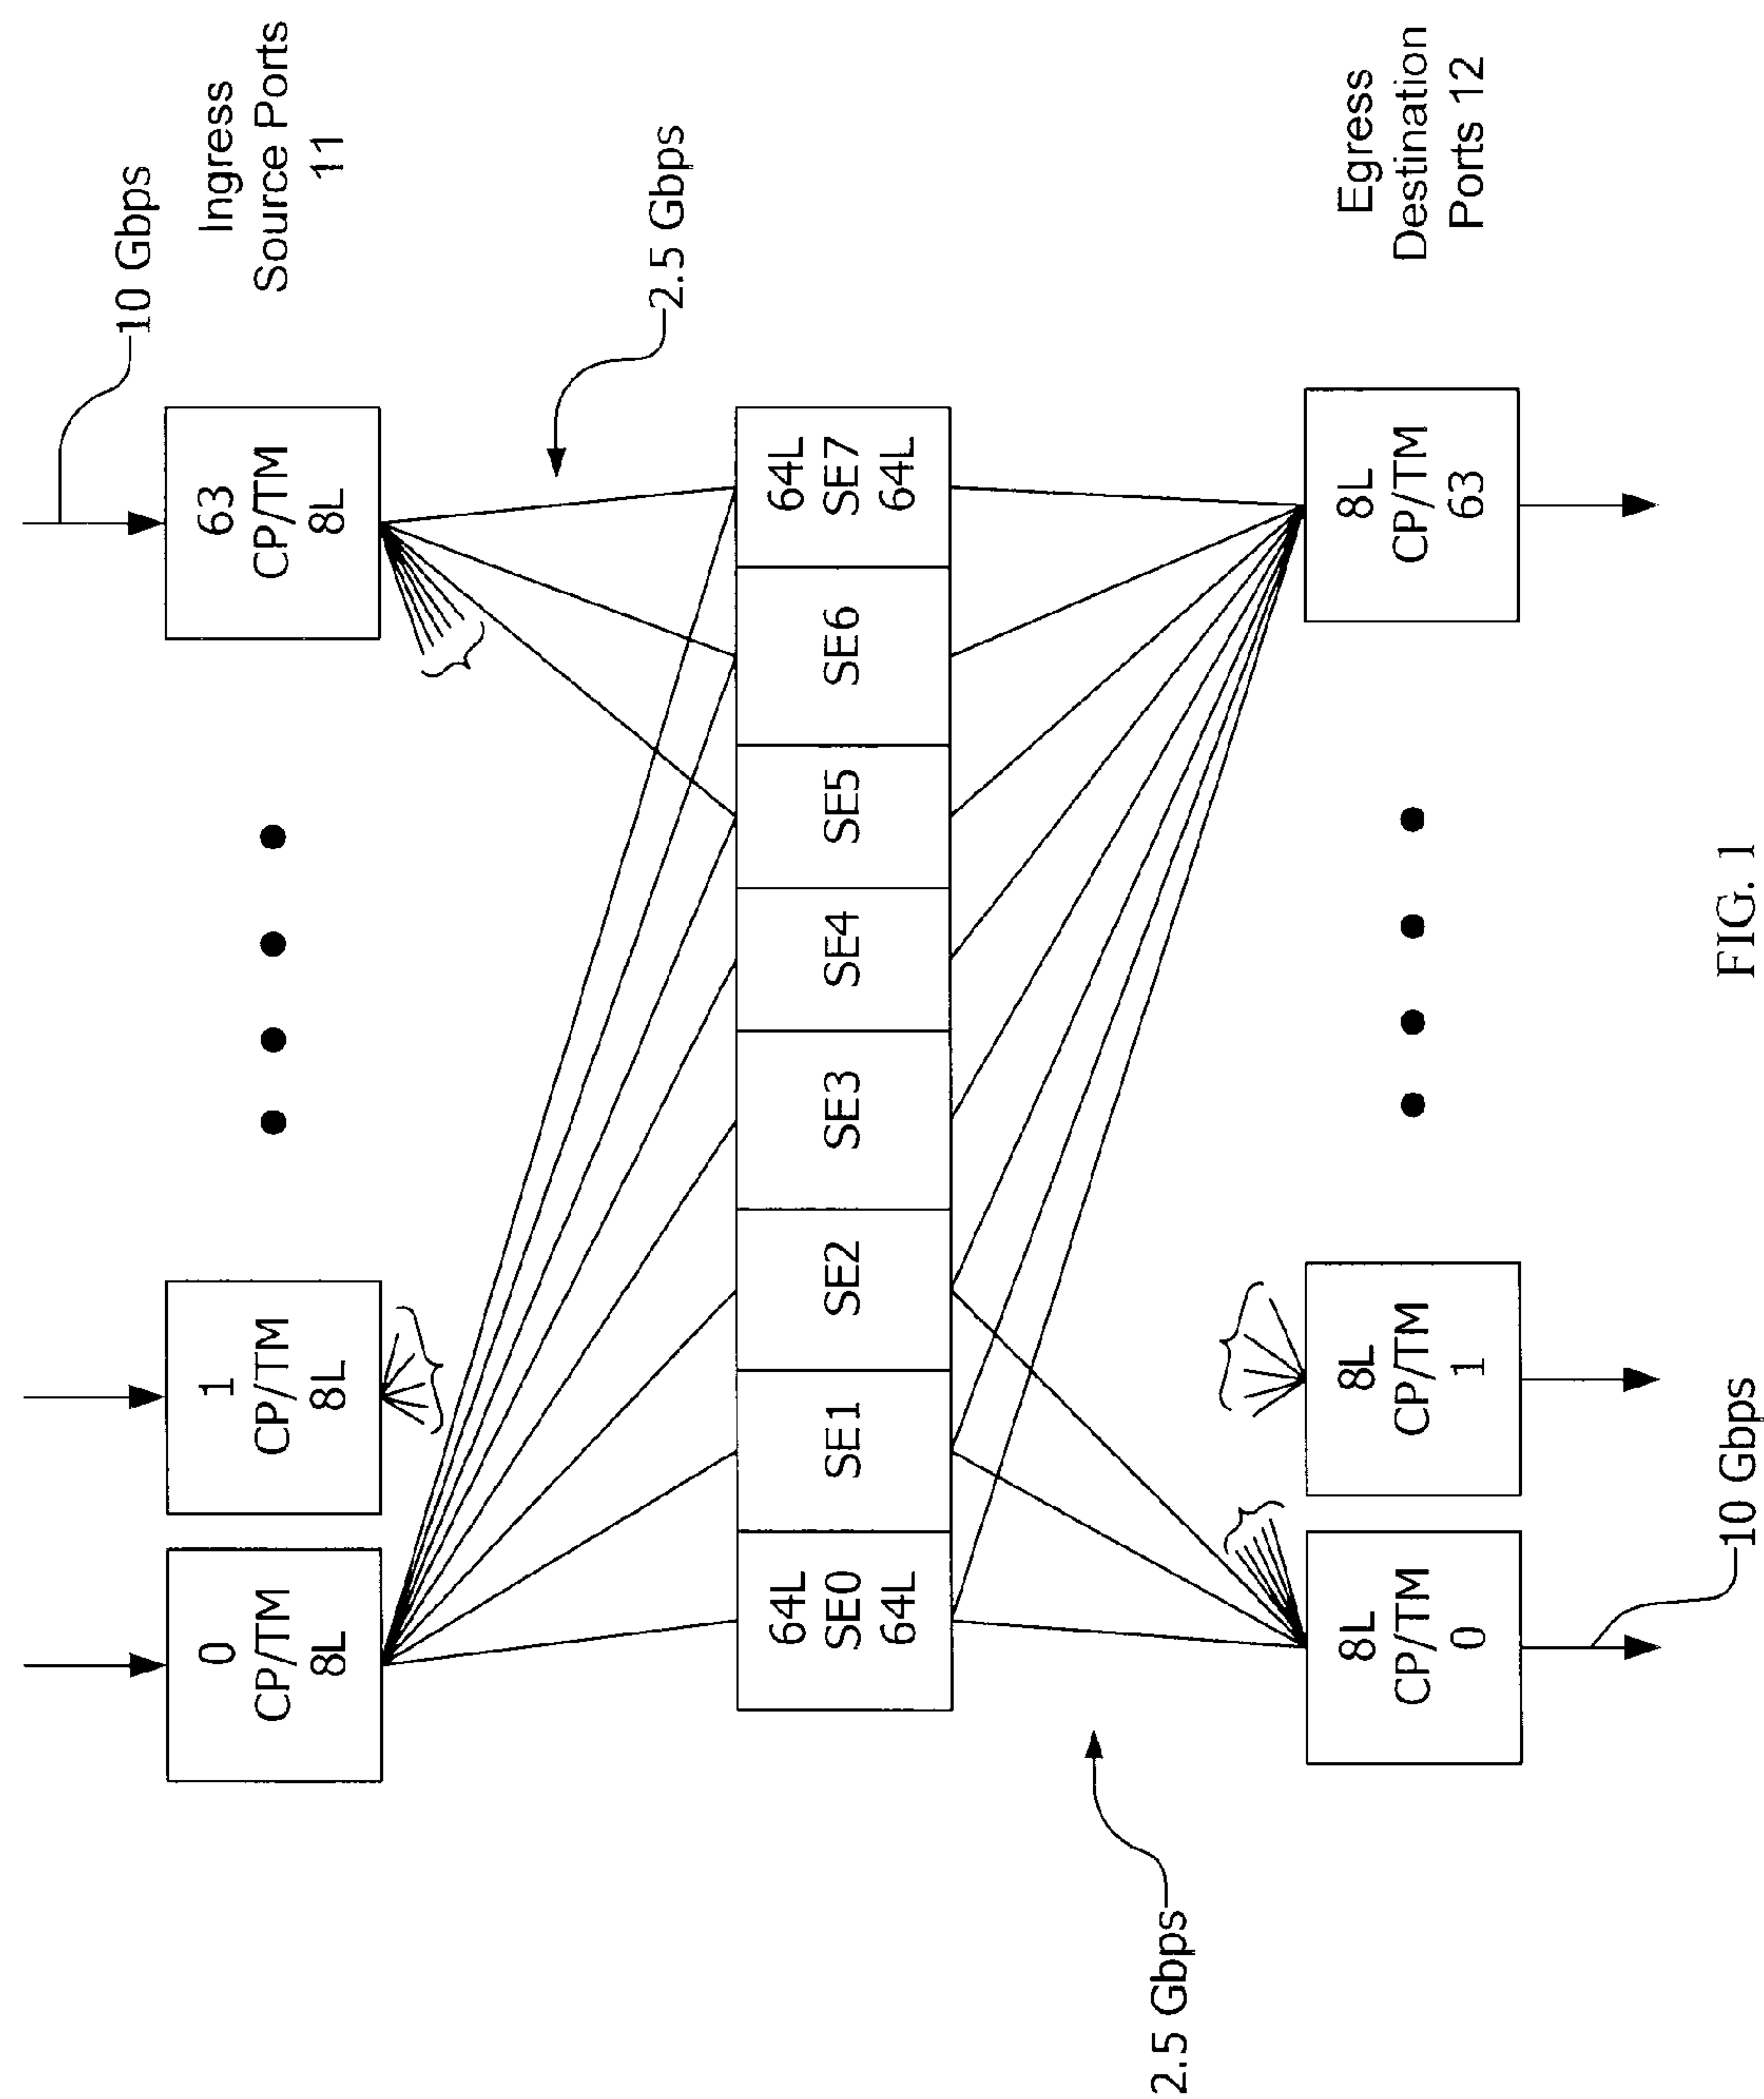 10 Gbps
Ingress
Source Ports
11
0
CP/TM
8L
1
CP/TM
8L
63
CP/TM
8L
2.5 Gbps
64L
SE0
64L
SE1
SE2
SE3
SE4
SE5
SE6
64L
SE7
64L
2.5 Gbps
8L
CP/TM
0
8L
CP/TM
1
8L
CP/TM
63
Egress
Destination
Ports 12
10 Gbps
FIG. 1